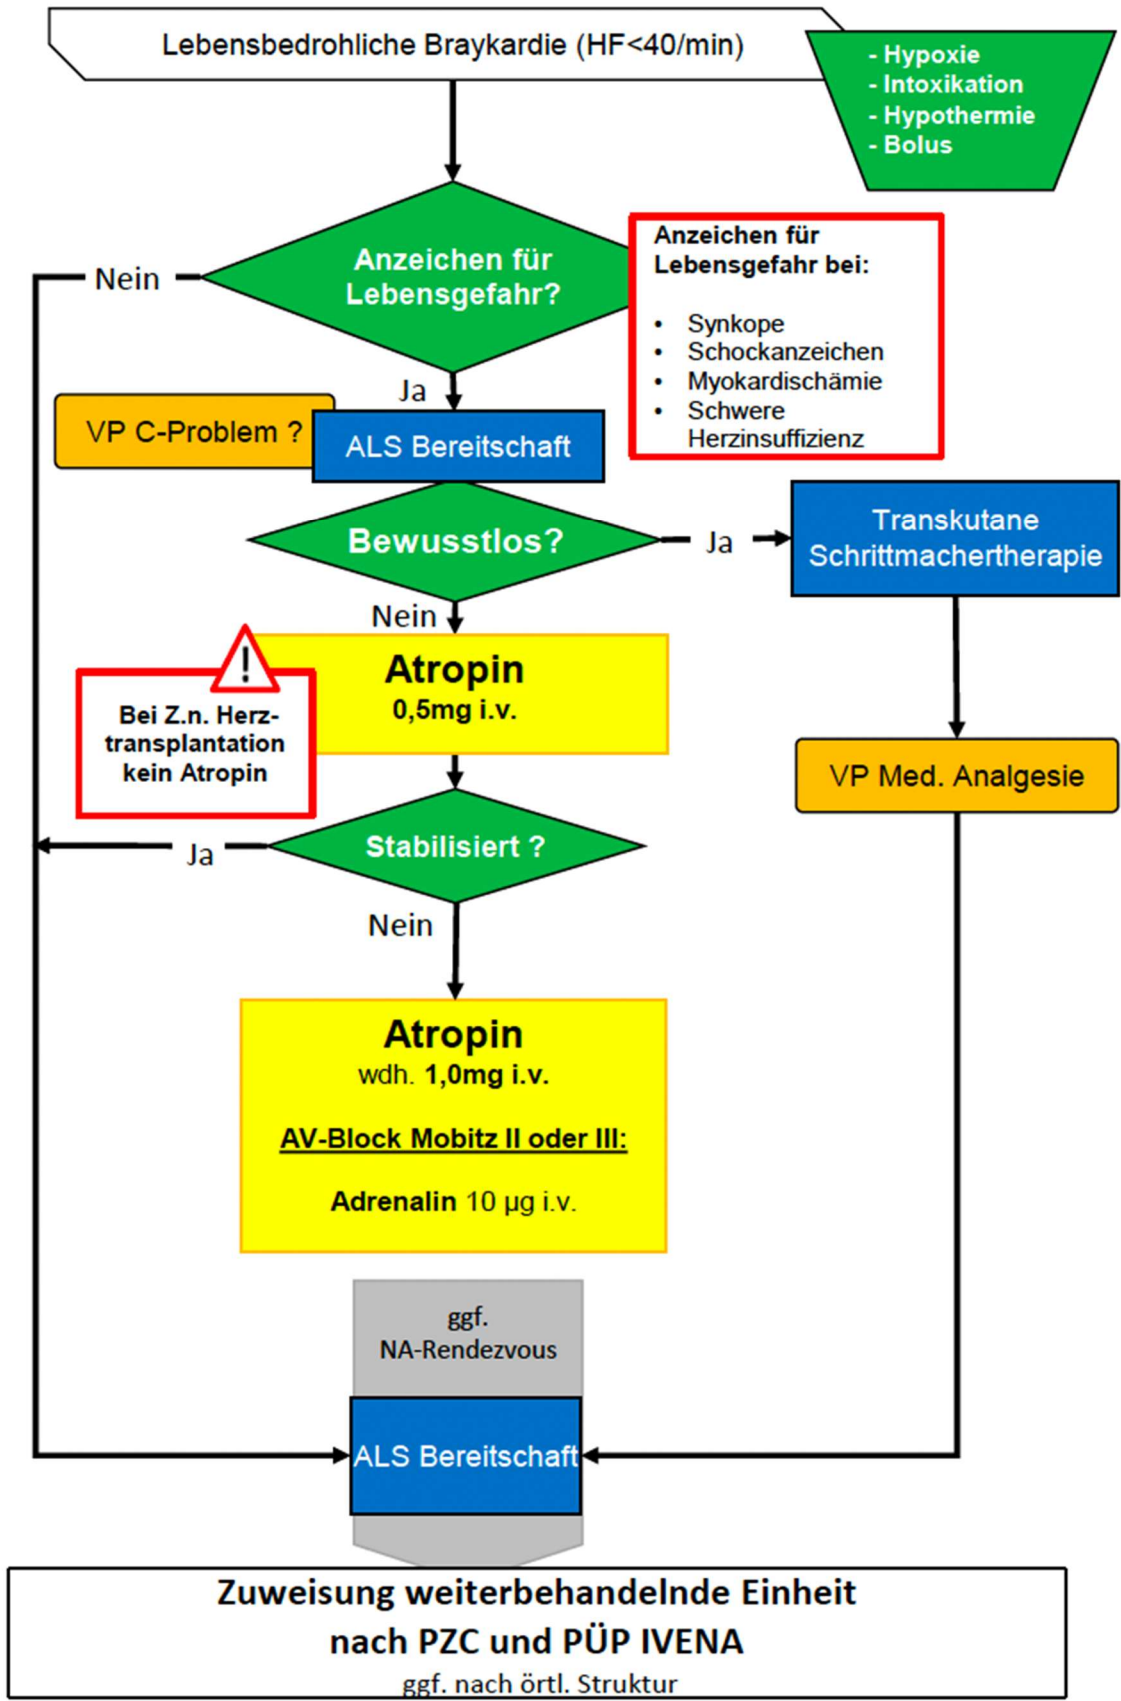 Lebensbedrohliche Braykardie (HF<40/min)
- Hypoxie
- Intoxikation
- Hypothermie
- Bolus
Anzeichen für
Lebensgefahr?
Nein
Anzeichen für
Lebensgefahr bei:
• Synkope
• Schockanzeichen
• Myokardischämie
• Schwere
Herzinsuffizienz
Ja
VP C-Problem ?
ALS Bereitschaft
Bewusstlos?
Ja
Transkutane
Schrittmachertherapie
Nein
Atropin
0,5mg i.v.
!
Bei Z.n. Herz-
transplantation
kein Atropin
VP Med. Analgesie
Stabilisiert ?
Ja
Nein
Atropin
wdh. 1,0mg i.v.
AV-Block Mobitz II oder III:
Adrenalin 10 µg i.v.
ggf.
NA-Rendezvous
ALS Bereitschaft
Zuweisung weiterbehandelnde Einheit
nach PZC und PÜP IVENA
ggf. nach örtl. Struktur